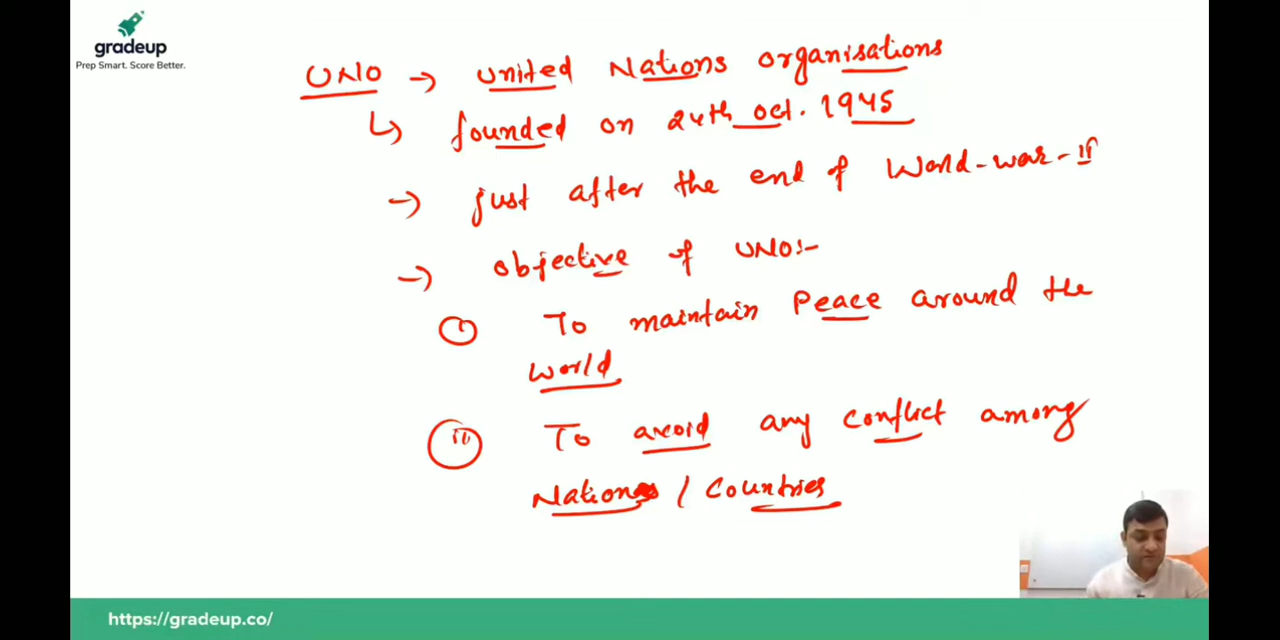 gradeup
Prep Smart. Score Better.
UNO → United Nations organisations
↳ founded on 24th oct. 1945
→ just after the end of World-war-II
→ objective of UNO:-
(i) To maintain Peace around the
world
(ii) To avoid any conflict among
Nations / Countries
https://gradeup.co/